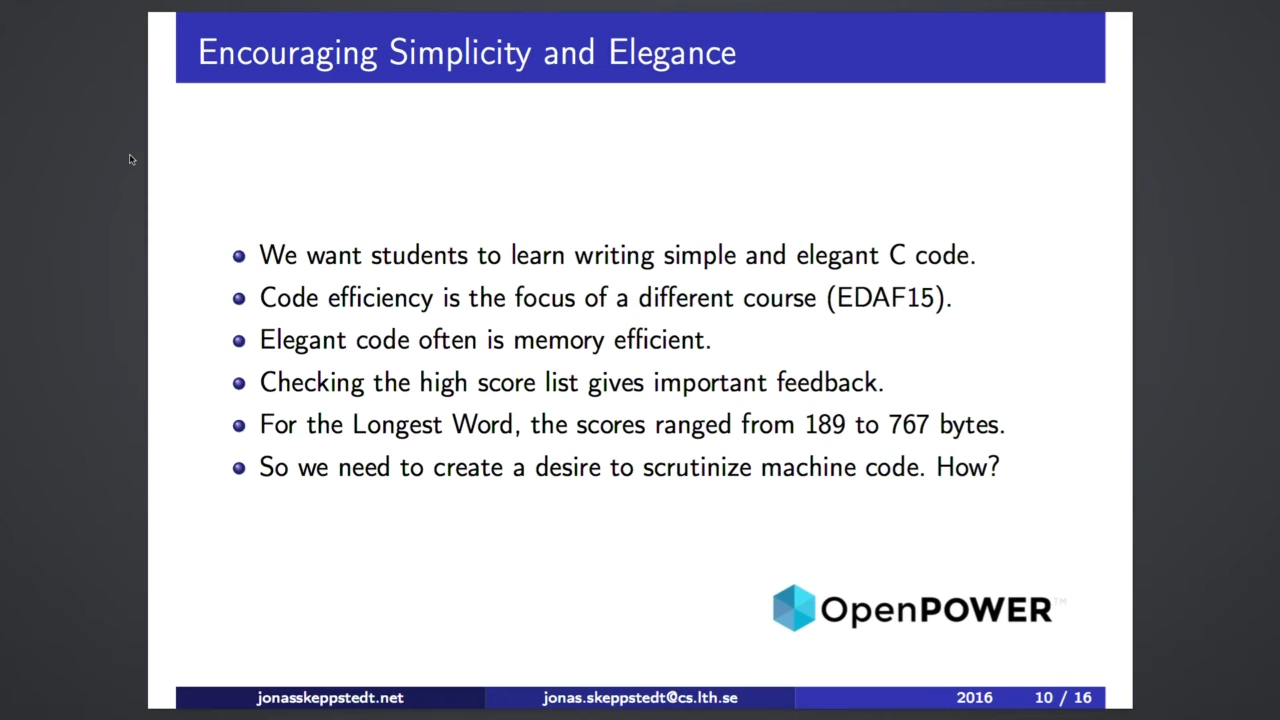 Encouraging Simplicity and Elegance
We want students to learn writing simple and elegant C code.
Code efficiency is the focus of a different course (EDAF15).
Elegant code often is memory efficient.
Checking the high score list gives important feedback.
For the Longest Word, the scores ranged from 189 to 767 bytes.
So we need to create a desire to scrutinize machine code. How?
OpenPOWER™
jonasskeppstedt.net jonas.skeppstedt@cs.lth.se 2016 10 / 16